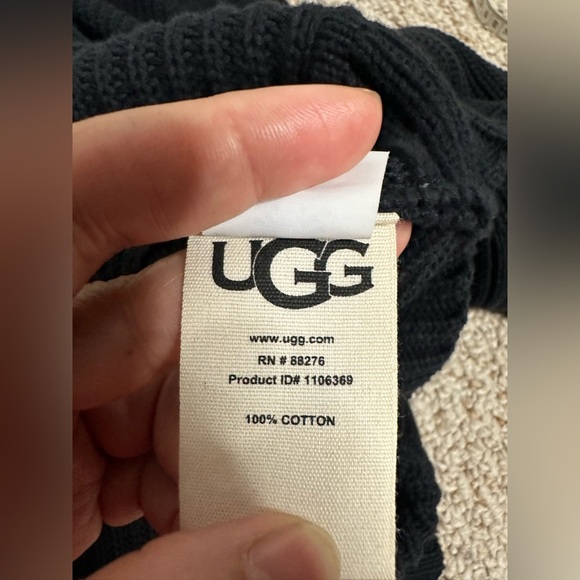 UGG
www.ugg.com
RN # 88276
Product ID# 1106369
100% COTTON